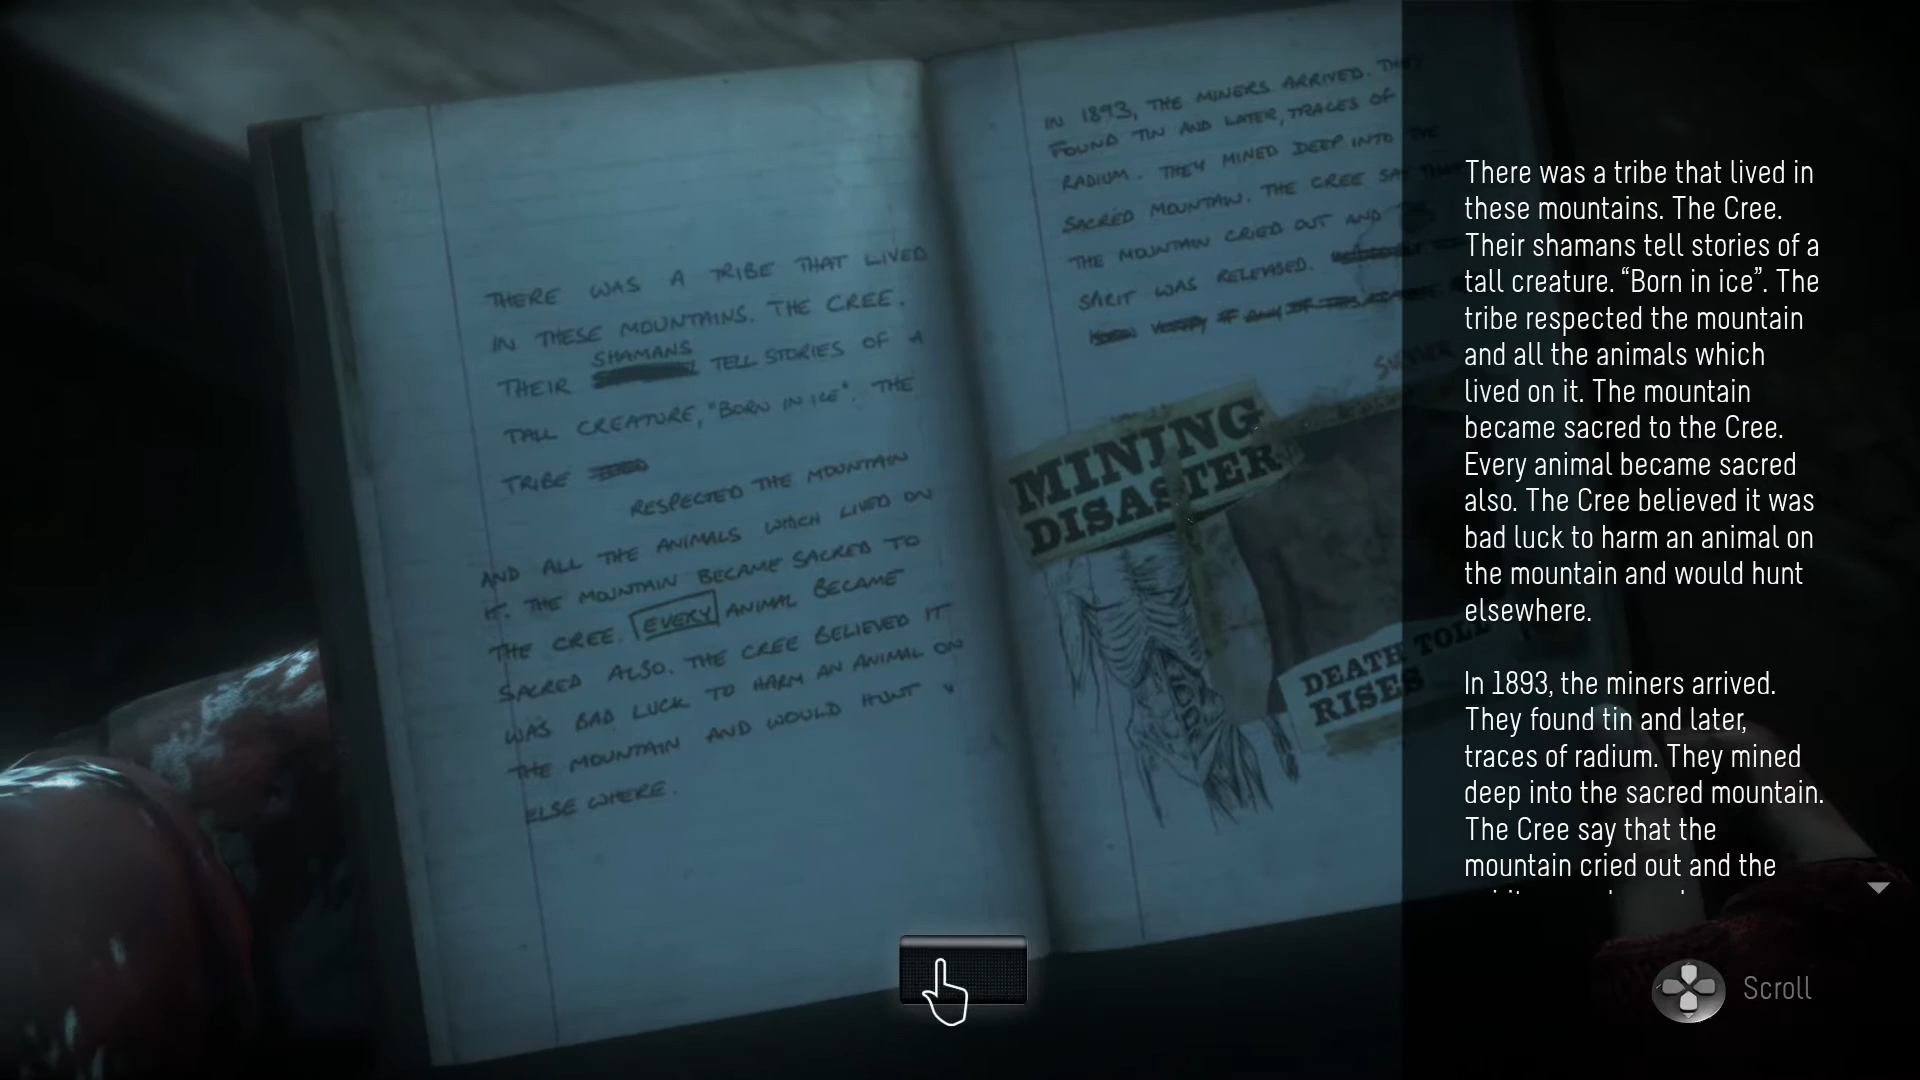 THERE WAS A TRIBE THAT LIVED
IN THESE MOUNTAINS. THE CREE.
SHAMANS
THEIR TELL STORIES OF A
TALL CREATURE, "BORN IN ICE". THE
TRIBE
RESPECTED THE MOUNTAIN
AND ALL THE ANIMALS WHICH LIVED ON
IT. THE MOUNTAIN BECAME SACRED TO
THE CREE. EVERY ANIMAL BECAME
SACRED ALSO. THE CREE BELIEVED IT
WAS BAD LUCK TO HARM AN ANIMAL ON
THE MOUNTAIN AND WOULD HUNT
ELSE WHERE.
IN 1893, THE MINERS ARRIVED. THEY
FOUND TIN AND LATER, TRACES OF
RADIUM. THEY MINED DEEP INTO THE
SACRED MOUNTAIN. THE CREE SAY THAT
THE MOUNTAIN CRIED OUT AND THE
SPIRIT WAS RELEASED.
MINING
DISASTER
DEATH TOLL
RISES
There was a tribe that lived in
these mountains. The Cree.
Their shamans tell stories of a
tall creature. “Born in ice”. The
tribe respected the mountain
and all the animals which
lived on it. The mountain
became sacred to the Cree.
Every animal became sacred
also. The Cree believed it was
bad luck to harm an animal on
the mountain and would hunt
elsewhere.
In 1893, the miners arrived.
They found tin and later,
traces of radium. They mined
deep into the sacred mountain.
The Cree say that the
mountain cried out and the
Scroll